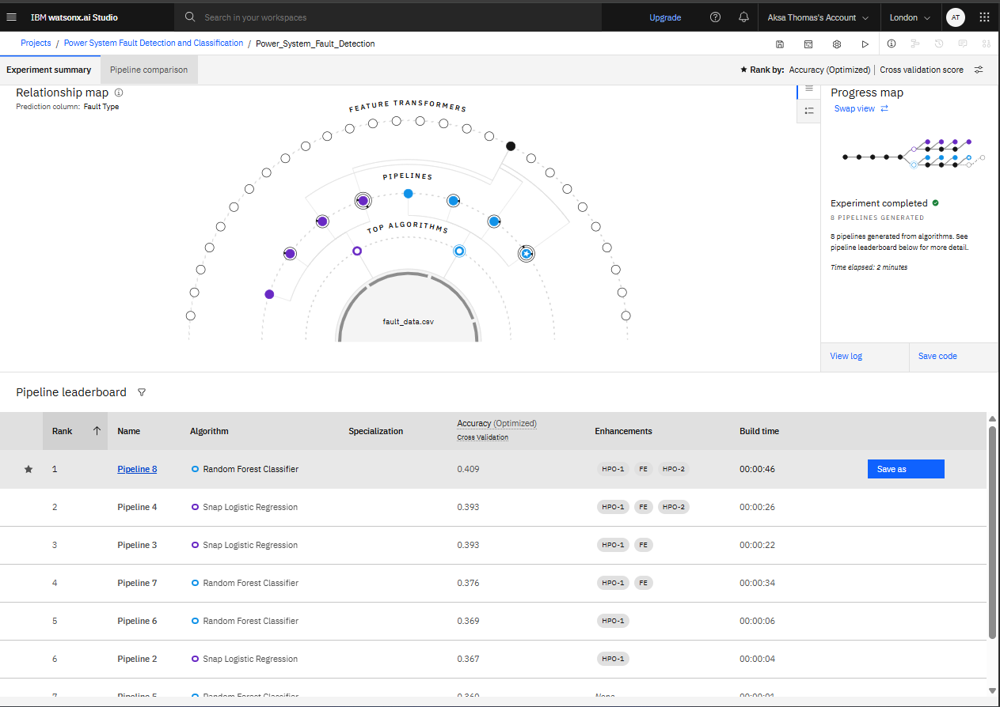 IBM watsonx.ai Studio
Search in your workspaces
Upgrade
Aksa Thomas's Account
London
AT
Projects / Power System Fault Detection and Classification / Power_System_Fault_Detection
Experiment summary
Pipeline comparison
Rank by: Accuracy (Optimized) | Cross validation score
Relationship map
Prediction column: Fault Type
FEATURE TRANSFORMERS
PIPELINES
TOP ALGORITHMS
fault_data.csv
Progress map
Swap view
Experiment completed
8 PIPELINES GENERATED
8 pipelines generated from algorithms. See
pipeline leaderboard below for more detail.
Time elapsed: 2 minutes
View log
Save code
Pipeline leaderboard
Rank Name Algorithm Specialization Accuracy (Optimized) Enhancements Build time
Cross Validation
1 Pipeline 8 Random Forest Classifier 0.409 HPO-1 FE HPO-2 00:00:46 Save as
2 Pipeline 4 Snap Logistic Regression 0.393 HPO-1 FE HPO-2 00:00:26
3 Pipeline 3 Snap Logistic Regression 0.393 HPO-1 FE 00:00:22
4 Pipeline 7 Random Forest Classifier 0.376 HPO-1 FE 00:00:34
5 Pipeline 6 Random Forest Classifier 0.369 HPO-1 00:00:06
6 Pipeline 2 Snap Logistic Regression 0.367 HPO-1 00:00:04
7 Pipeline 5 Random Forest Classifier None